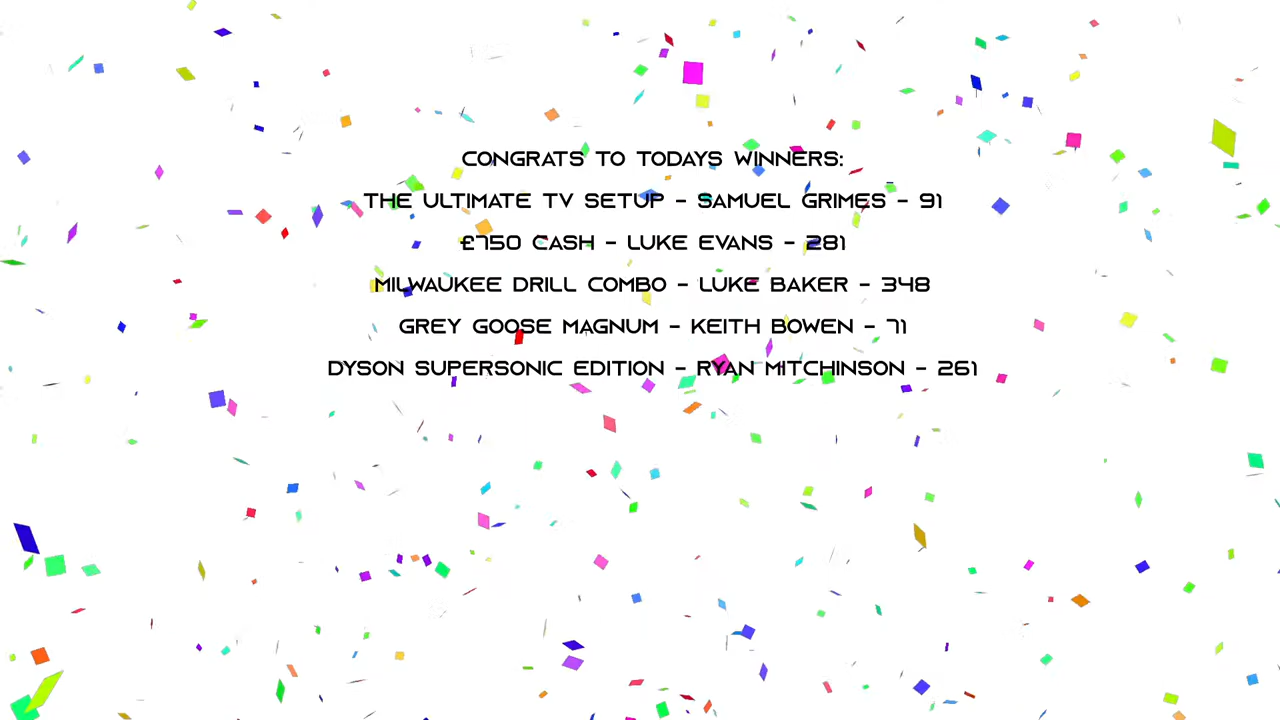 CONGRATS TO TODAYS WINNERS:
THE ULTIMATE TV SETUP - SAMUEL GRIMES - 91
£750 CASH - LUKE EVANS - 281
MILWAUKEE DRILL COMBO - LUKE BAKER - 348
GREY GOOSE MAGNUM - KEITH BOWEN - 71
DYSON SUPERSONIC EDITION - RYAN MITCHINSON - 261